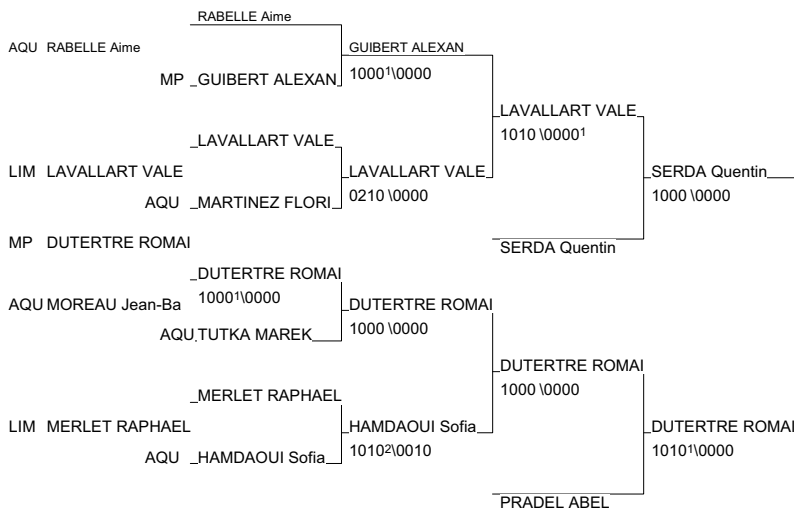 RABELLE Aime
AQU RABELLE Aime
GUIBERT ALEXAN
MP GUIBERT ALEXAN
1000¹\0000
LAVALLART VALE
1010 \0000¹
LAVALLART VALE
LIM LAVALLART VALE
LAVALLART VALE
0210 \0000
SERDA Quentin
1000 \0000
AQU MARTINEZ FLORI
MP DUTERTRE ROMAI
SERDA Quentin
DUTERTRE ROMAI
1000¹\0000
AQU MOREAU Jean-Ba
DUTERTRE ROMAI
1000 \0000
AQU TUTKA MAREK
DUTERTRE ROMAI
1000 \0000
MERLET RAPHAEL
LIM MERLET RAPHAEL
HAMDAOUI Sofia
1010²\0010
DUTERTRE ROMAI
1010¹\0000
AQU HAMDAOUI Sofia
PRADEL ABEL